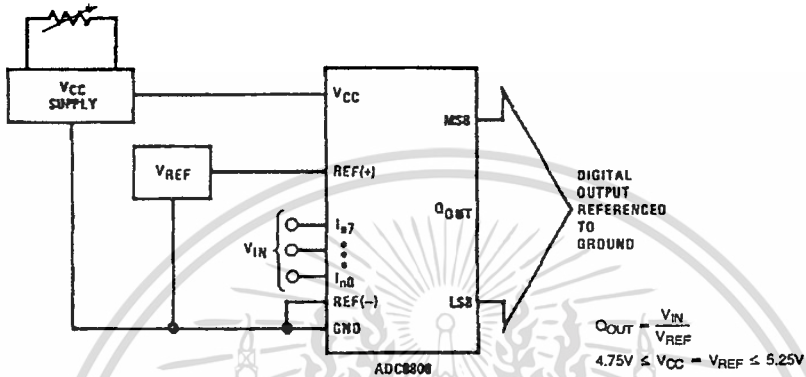 VCC
SUPPLY
VREF
VIN
VCC
REF(+)
In7
In0
REF(−)
GND
MSB
QOUT
LSB
ADC0808
DIGITAL
OUTPUT
REFERENCED
TO
GROUND
QOUT = VIN / VREF
4.75V ≤ VCC = VREF ≤ 5.25V